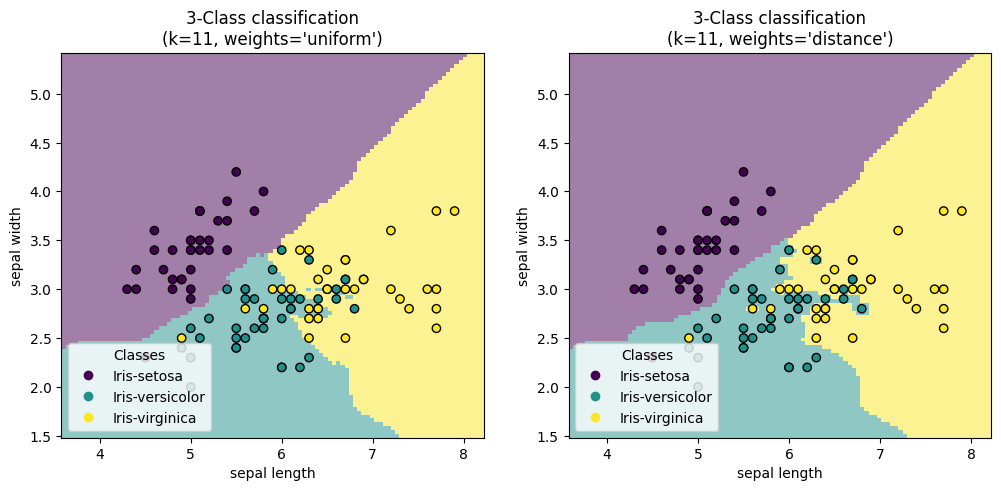 3-Class classification
(k=11, weights='uniform')
sepal width
5.0
4.5
4.0
3.5
3.0
2.5
2.0
1.5
Classes
Iris-setosa
Iris-versicolor
Iris-virginica
4 5 6 7 8
sepal length
3-Class classification
(k=11, weights='distance')
sepal width
5.0
4.5
4.0
3.5
3.0
2.5
2.0
1.5
Classes
Iris-setosa
Iris-versicolor
Iris-virginica
4 5 6 7 8
sepal length